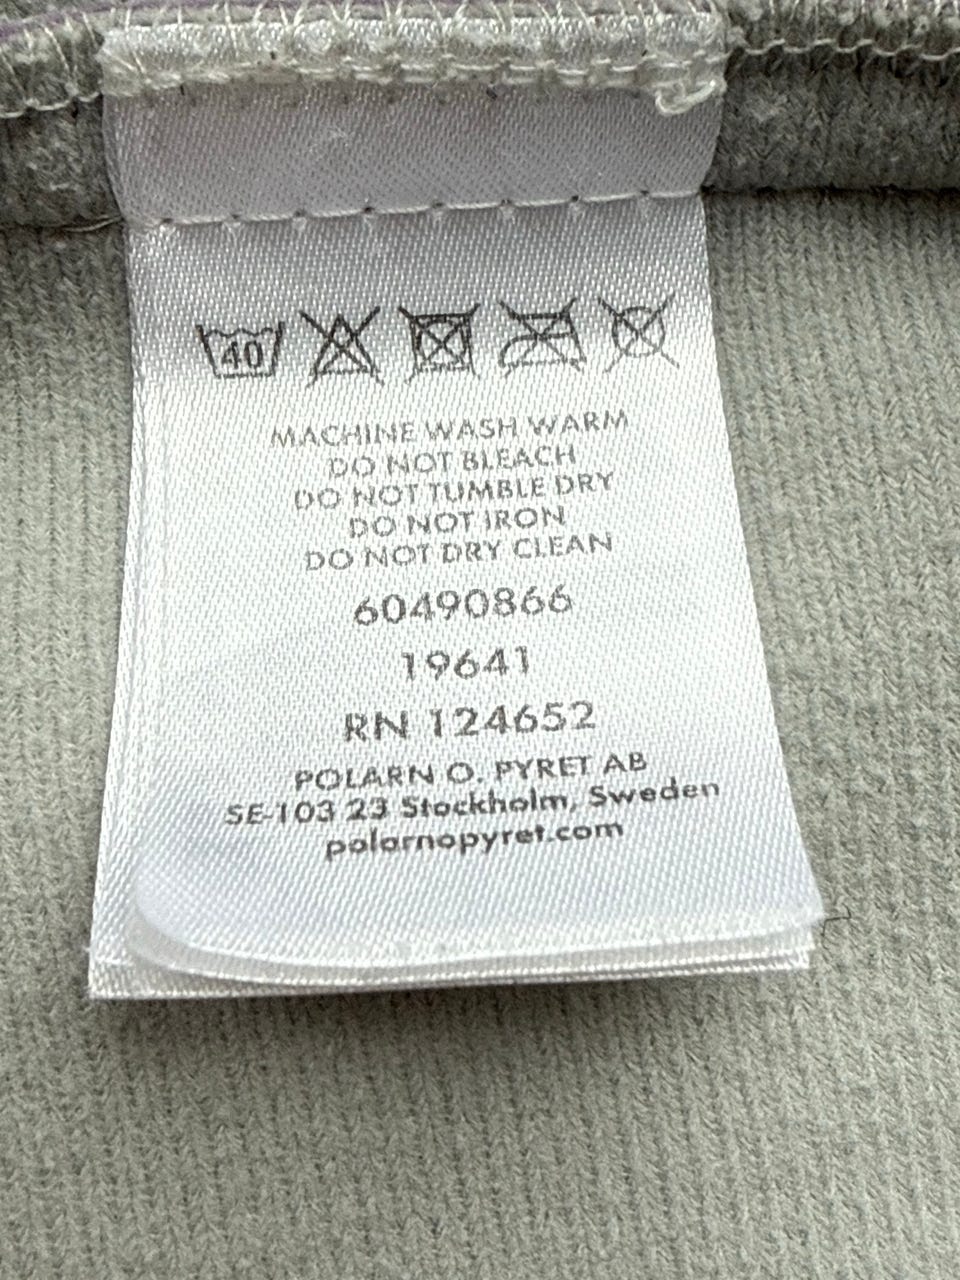 40
MACHINE WASH WARM
DO NOT BLEACH
DO NOT TUMBLE DRY
DO NOT IRON
DO NOT DRY CLEAN
60490866
19641
RN 124652
POLARN O. PYRET AB
SE-103 23 Stockholm, Sweden
polarnopyret.com